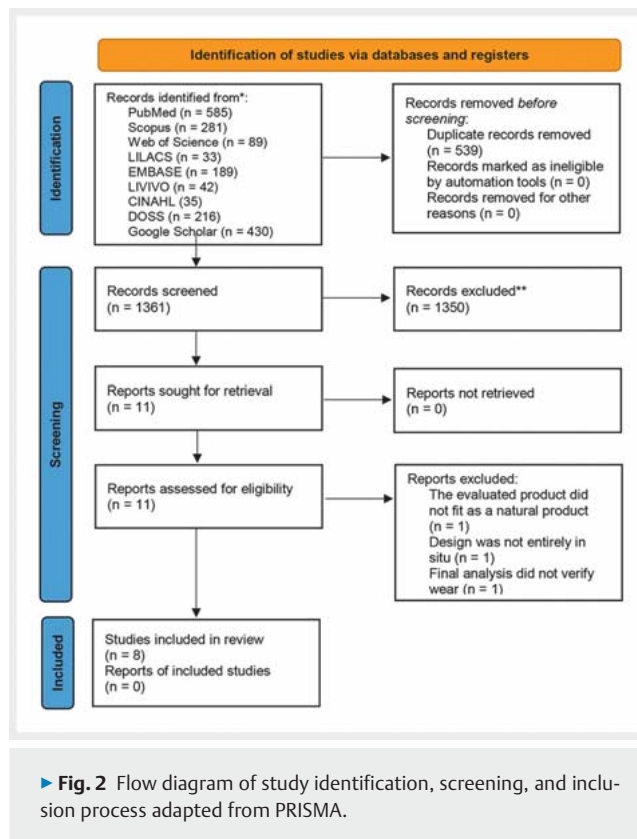 Identification of studies via databases and registers
Identification
Records identified from*:
PubMed (n = 585)
Scopus (n = 281)
Web of Science (n = 89)
LILACS (n = 33)
EMBASE (n = 189)
LIVIVO (n = 42)
CINAHL (35)
DOSS (n = 216)
Google Scholar (n = 430)
Records removed before
screening:
Duplicate records removed
(n = 539)
Records marked as ineligible
by automation tools (n = 0)
Records removed for other
reasons (n = 0)
Screening
Records screened
(n = 1361)
Records excluded**
(n = 1350)
Reports sought for retrieval
(n = 11)
Reports not retrieved
(n = 0)
Reports assessed for eligibility
(n = 11)
Reports excluded:
The evaluated product did
not fit as a natural product
(n = 1)
Design was not entirely in
situ (n = 1)
Final analysis did not verify
wear (n = 1)
Included
Studies included in review
(n = 8)
Reports of included studies
(n = 0)
▶ Fig. 2 Flow diagram of study identification, screening, and inclu-
sion process adapted from PRISMA.